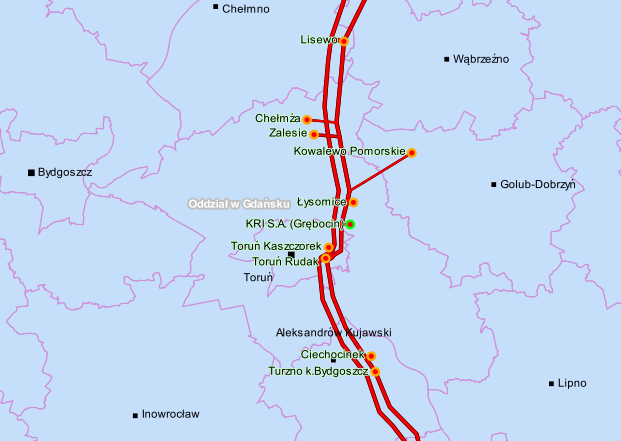 Chełmno
Lisewo
Wąbrzeźno
Chełmża
Zalesie
Kowalewo Pomorskie
Bydgoszcz
Golub-Dobrzyń
Oddział w Gdańsku
Łysomice
KRI S.A. (Grębocin)
Toruń Kaszczorek
Toruń Rudak
Toruń
Aleksandrów Kujawski
Ciechocinek
Turzno k.Bydgoszcz
Lipno
Inowrocław